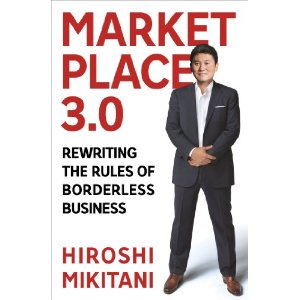 MARKET
PLACE
3.0
REWRITING
THE RULES OF
BORDERLESS
BUSINESS
HIROSHI
MIKITANI